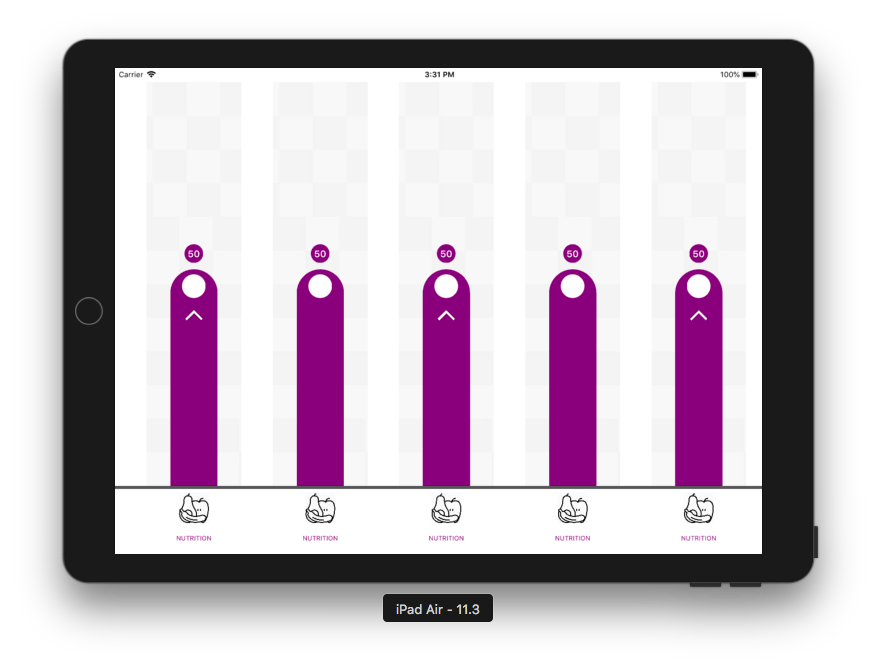 Carrier 3:31 PM 100%
50 50 50 50 50
NUTRITION NUTRITION NUTRITION NUTRITION NUTRITION
iPad Air - 11.3